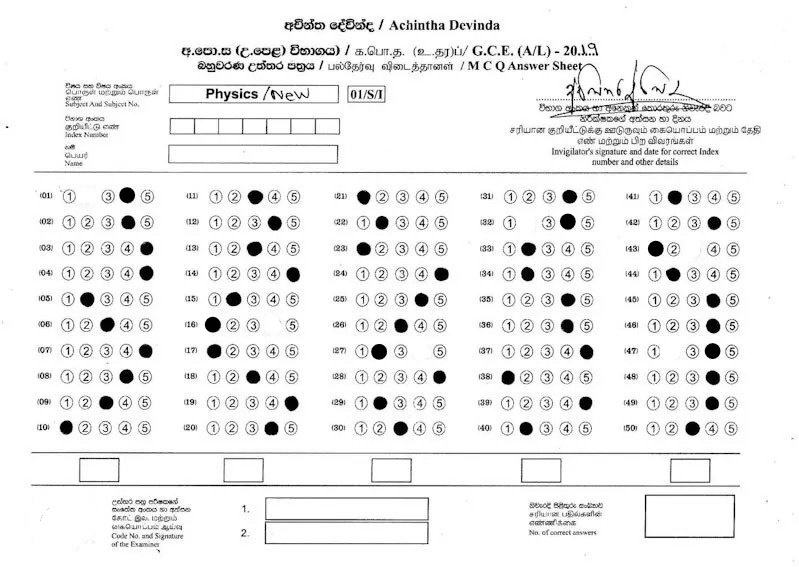 අචින්ත දේවින්ද / Achintha Devinda
අ.පො.ස (උ.පෙළ) විභාගය) / க.பொ.த. (உ.தர)ப்/ G.C.E. (A/L) - 2019
බහුවරණ උත්තර පත්‍රය / பல்தேர்வு விடைத்தாள் / M C Q Answer Sheet
විෂය සහ විෂය අංකය
பொருள் மற்றும் பொருள்
எண்
Subject And Subject No.
Physics/New
01/S/I
විභාග අංකය
குறியீட்டு எண்
Index Number
නම
பெயர்
Name
විභාග අංකය හා අනෙකුත් තොරතුරු නිවැරදි බවට
නිරීක්ෂකගේ අත්සන හා දිනය
சரியான குறியீட்டுக்கு ஊடுருவும் கையொப்பம் மற்றும் தேதி
எண் மற்றும் பிற விவரங்கள்
Invigilator's signature and date for correct Index
number and other details
(01) ① ③ ● ⑤ (11) ① ② ● ④ ⑤ (21) ● ② ③ ④ ⑤ (31) ① ② ③ ● ⑤ (41) ① ● ③ ④ ⑤
(02) ① ② ③ ● ⑤ (12) ① ② ③ ● ⑤ (22) ① ● ③ ④ ⑤ (32) ① ③ ● ⑤ (42) ① ② ③ ● ⑤
(03) ① ② ③ ④ ● (13) ① ② ● ④ ⑤ (23) ● ② ③ ④ ⑤ (33) ① ● ③ ④ ⑤ (43) ● ② ④ ⑤
(04) ① ② ③ ④ ● (14) ① ② ③ ④ ● (24) ① ② ③ ④ ● (34) ① ● ③ ④ ⑤ (44) ① ● ③ ④ ⑤
(05) ① ● ③ ④ ⑤ (15) ① ● ③ ④ ⑤ (25) ① ② ③ ● ⑤ (35) ① ② ③ ● ⑤ (45) ① ② ③ ● ⑤
(06) ① ② ● ④ ⑤ (16) ● ② ③ ⑤ (26) ① ② ③ ● ⑤ (36) ① ② ③ ● ⑤ (46) ① ② ③ ● ⑤
(07) ① ② ③ ④ ● (17) ● ② ③ ④ ⑤ (27) ① ● ③ ⑤ (37) ① ② ③ ④ ● (47) ① ③ ● ⑤
(08) ① ② ③ ● ⑤ (18) ① ② ● ④ ⑤ (28) ① ② ③ ④ ● (38) ● ② ③ ④ ⑤ (48) ① ② ③ ● ⑤
(09) ① ② ● ④ ⑤ (19) ① ② ③ ④ ● (29) ① ● ③ ④ ⑤ (39) ① ② ③ ④ ● (49) ① ② ③ ● ⑤
(10) ● ② ③ ④ ⑤ (20) ① ② ③ ● ⑤ (30) ① ② ● ④ ⑤ (40) ① ● ③ ④ ⑤ (50) ① ② ● ④ ⑤
උත්තර පත්‍ර පරීක්ෂකගේ
සංකේත අංකය හා අත්සන
கோட் இல. மற்றும்
கையொப்பம் ஆய்வு
Code No. and Signature
of the Examiner
1.
2.
නිවැරදි පිළිතුරු සංඛ්‍යාව
சரியான பதில்களின்
எண்ணிக்கை
No. of correct answers